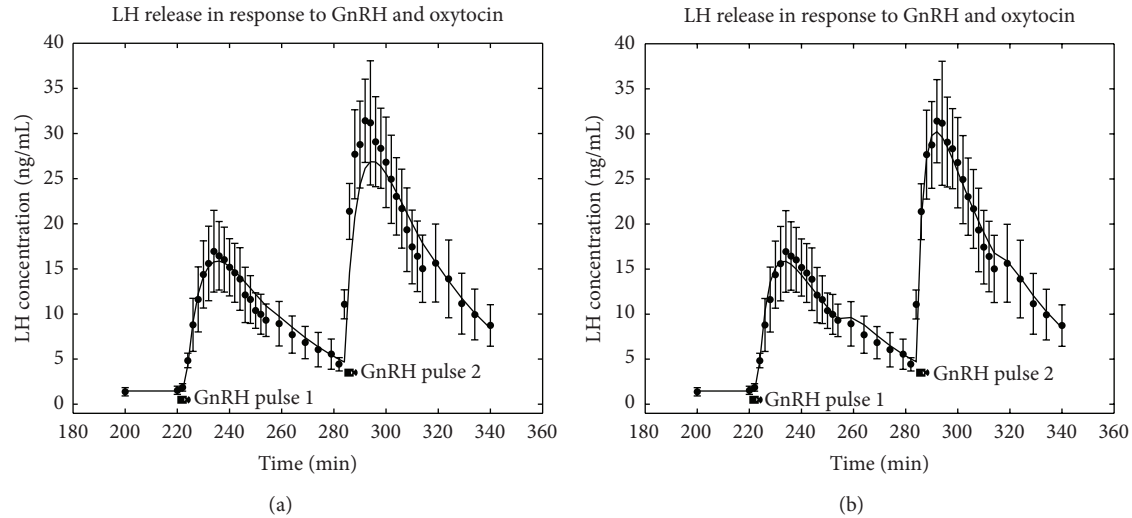 LH release in response to GnRH and oxytocin
40
35
30
25
20
15
10
5
0
LH concentration (ng/mL)
GnRH pulse 2
GnRH pulse 1
180 200 220 240 260 280 300 320 340 360
Time (min)
(a)
LH release in response to GnRH and oxytocin
40
35
30
25
20
15
10
5
0
LH concentration (ng/mL)
GnRH pulse 2
GnRH pulse 1
180 200 220 240 260 280 300 320 340 360
Time (min)
(b)